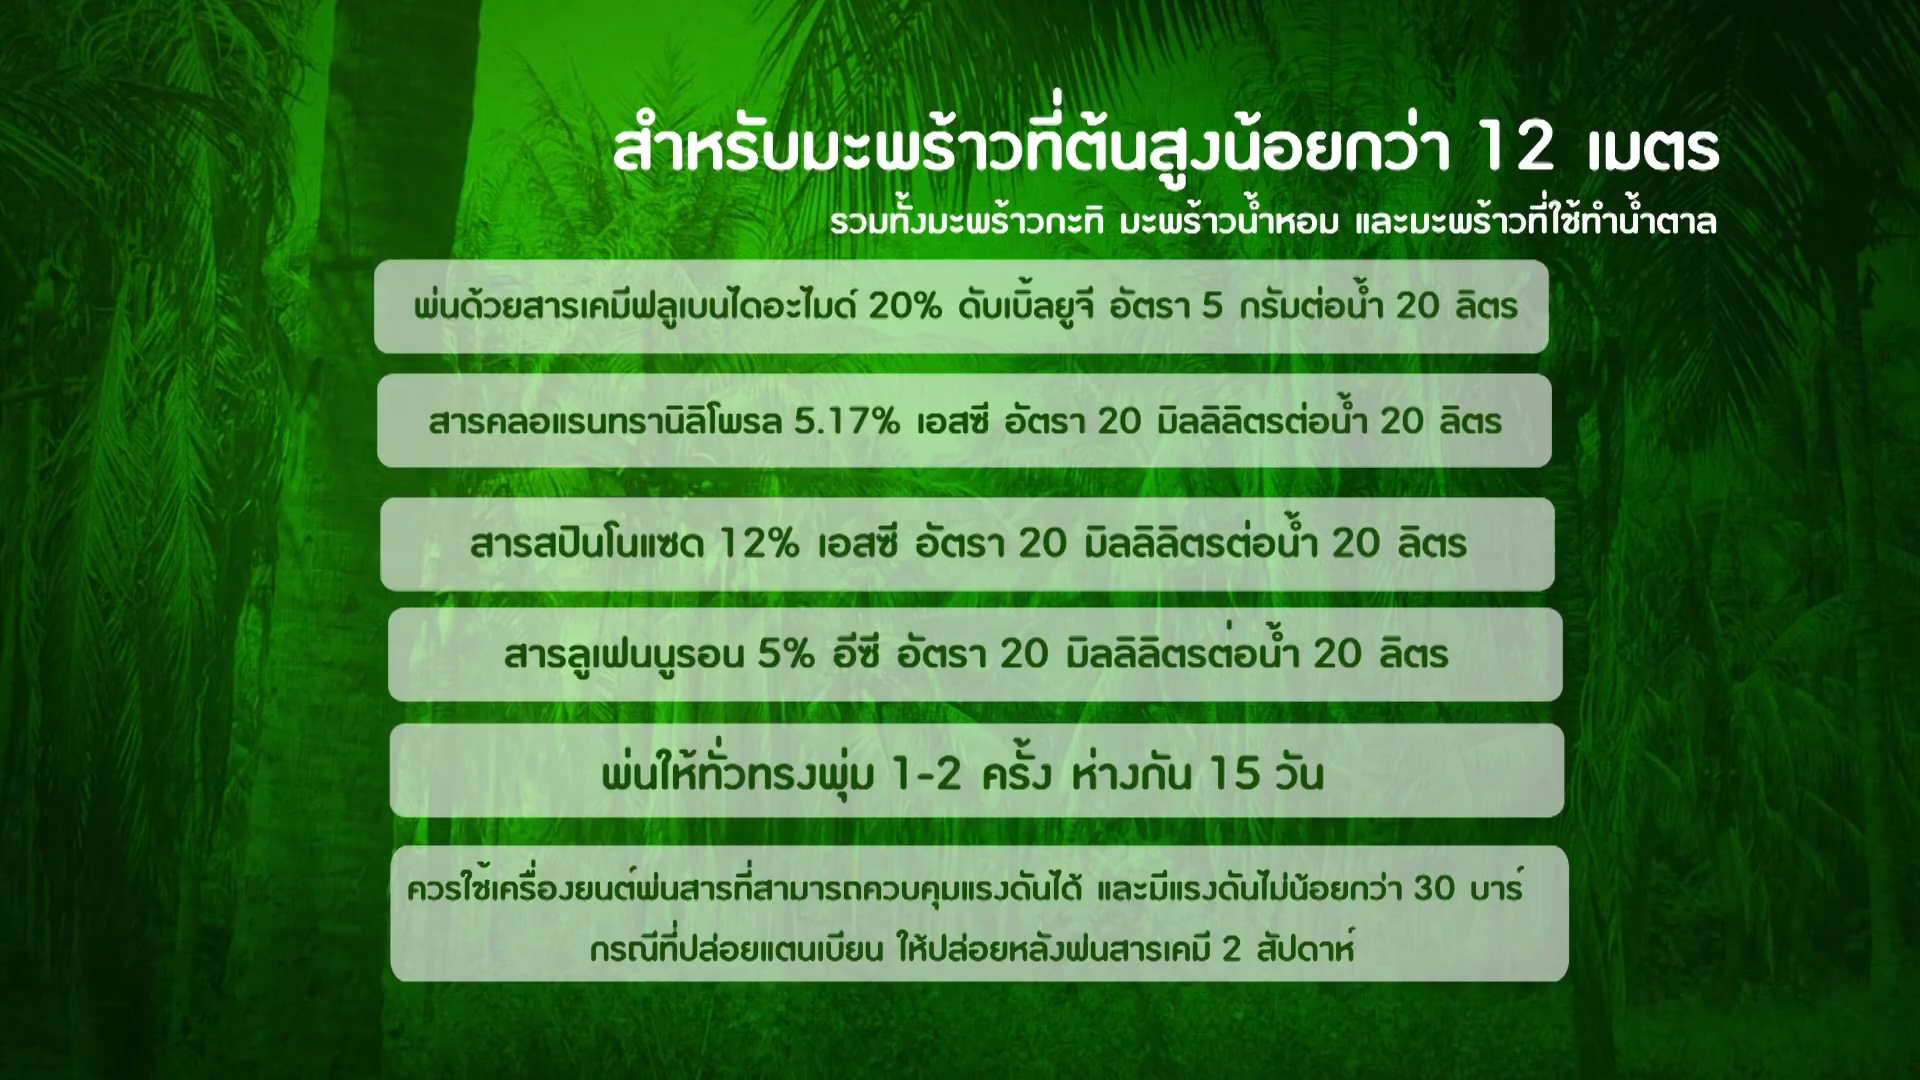 สำหรับมะพร้าวที่ต้นสูงน้อยกว่า 12 เมตร
รวมทั้งมะพร้าวกะทิ มะพร้าวน้ำหอม และมะพร้าวที่ใช้ทำน้ำตาล
พ่นด้วยสารเคมีฟลูเบนไดอะไมด์ 20% ดับเบิ้ลยูจี อัตรา 5 กรัมต่อน้ำ 20 ลิตร
สารคลอแรนทรานิลิโพรล 5.17% เอสซี อัตรา 20 มิลลิลิตรต่อน้ำ 20 ลิตร
สารสปินโนแซด 12% เอสซี อัตรา 20 มิลลิลิตรต่อน้ำ 20 ลิตร
สารลูเฟนนูรอน 5% อีซี อัตรา 20 มิลลิลิตรต่อน้ำ 20 ลิตร
พ่นให้ทั่วทรงพุ่ม 1-2 ครั้ง ห่างกัน 15 วัน
ควรใช้เครื่องยนต์พ่นสารที่สามารถควบคุมแรงดันได้ และมีแรงดันไม่น้อยกว่า 30 บาร์
กรณีที่ปล่อยแตนเบียน ให้ปล่อยหลังฟนสารเคมี 2 สัปดาห์